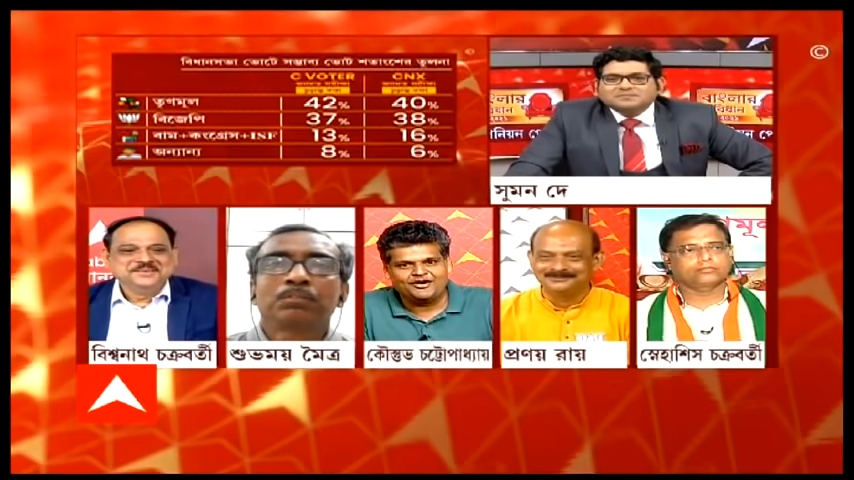 বিধানসভা ভোটে সম্ভাব্য ভোট শতাংশের তুলনা
C VOTER CNX
তৃণমূল 42% 40%
বিজেপি 37% 38%
বাম+কংগ্রেস+ISF 13% 16%
অন্যান্য 8% 6%
©
বাংলার
সুমন দে
বিশ্বনাথ চক্রবর্তী
শুভময় মৈত্র
কৌস্তুভ চট্টোপাধ্যায়
প্রণয় রায়
স্নেহাশিস চক্রবর্তী